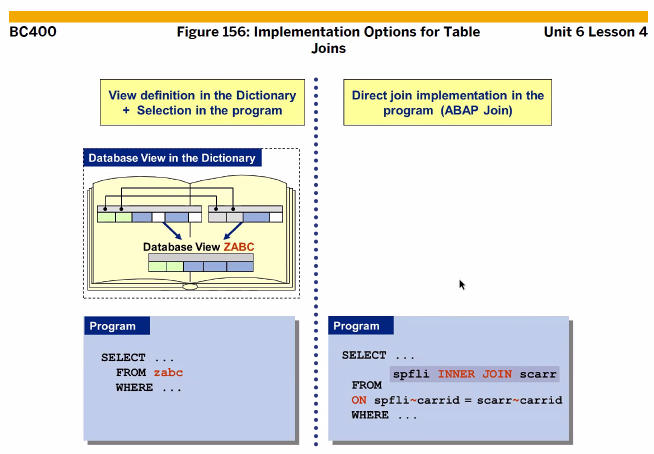 BC400
Figure 156: Implementation Options for Table
Joins
Unit 6 Lesson 4
View definition in the Dictionary
+ Selection in the program
Direct join implementation in the
program (ABAP Join)
Database View in the Dictionary
Database View ZABC
Program
SELECT ...
FROM zabc
WHERE ...
Program
SELECT ...
spfli INNER JOIN scarr
FROM
ON spfli~carrid = scarr~carrid
WHERE ...